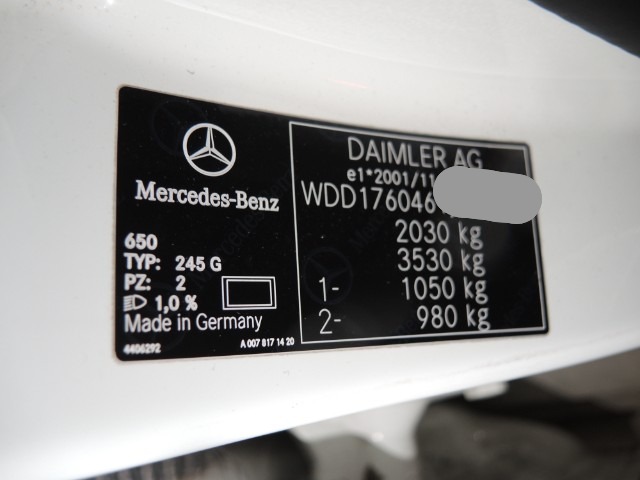 Mercedes-Benz
650
TYP: 245 G
PZ: 2
1,0 %
Made in Germany
4406292
A 007 817 14 20
DAIMLER AG
e1*2001/11
WDD176046
2030 kg
3530 kg
1- 1050 kg
2- 980 kg